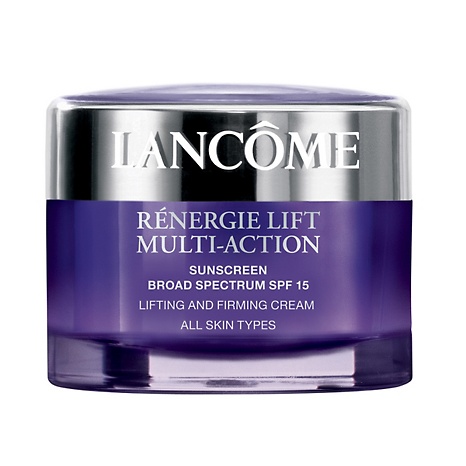 LANCÔME
RÉNERGIE LIFT
MULTI-ACTION
SUNSCREEN
BROAD SPECTRUM SPF 15
LIFTING AND FIRMING CREAM
ALL SKIN TYPES